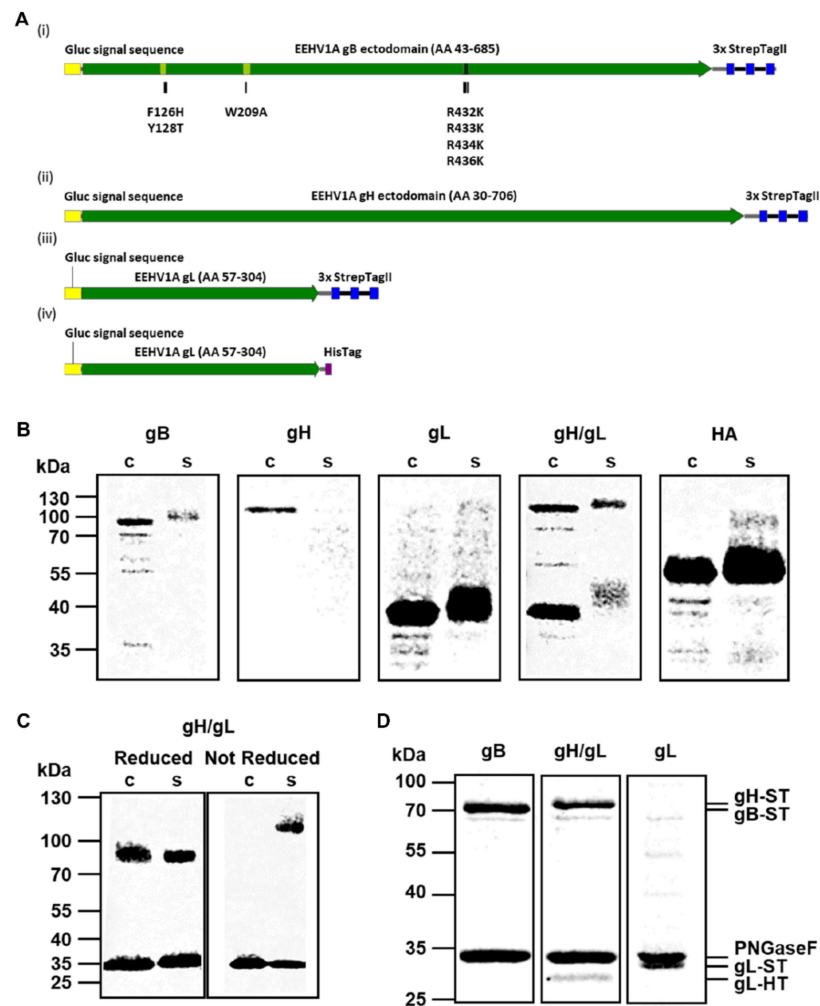 A
(i)
Gluc signal sequence EEHV1A gB ectodomain (AA 43-685) 3x StrepTagII
F126H W209A R432K
Y128T R433K
R434K
R436K
(ii)
Gluc signal sequence EEHV1A gH ectodomain (AA 30-706) 3x StrepTagII
(iii)
Gluc signal sequence
EEHV1A gL (AA 57-304) 3x StrepTagII
(iv)
Gluc signal sequence
EEHV1A gL (AA 57-304) HisTag
B
gB gH gL gH/gL HA
kDa c s c s c s c s c s
130
100
70
55
40
35
C
gH/gL
Reduced Not Reduced
kDa c s c s
130
100
70
55
40
35
25
D
kDa gB gH/gL gL
100
70
55
40
35
25
gH-ST
gB-ST
PNGaseF
gL-ST
gL-HT